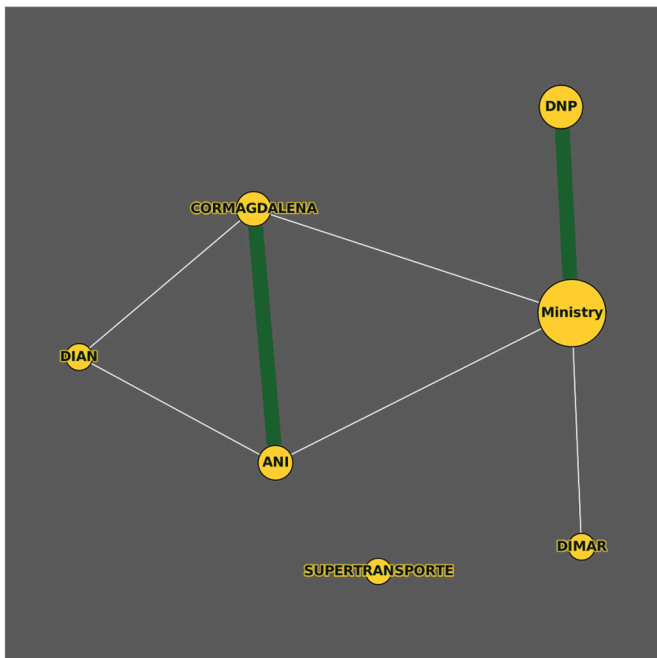 DNP
CORMAGDALENA
Ministry
DIAN
ANI
DIMAR
SUPERTRANSPORTE